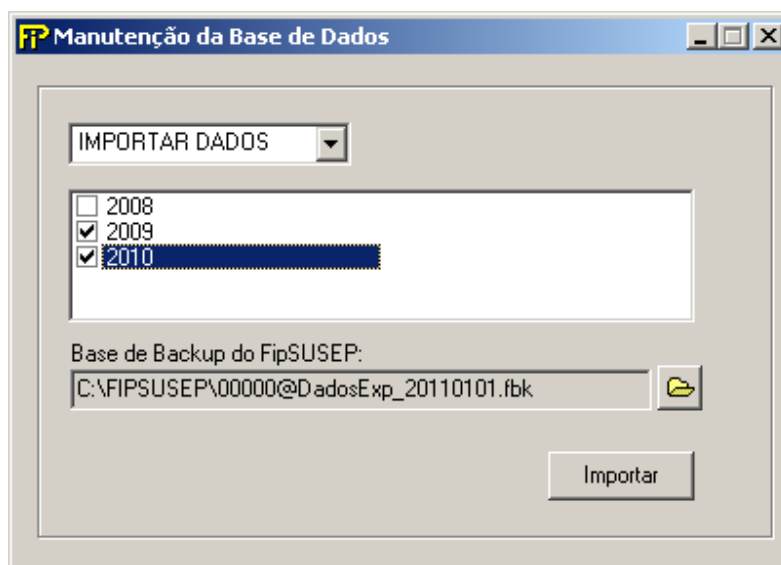 FiP Manutenção da Base de Dados
IMPORTAR DADOS
2008
2009
2010
Base de Backup do FipSUSEP:
C:\FIPSUSEP\00000@DadosExp_20110101.fbk
Importar